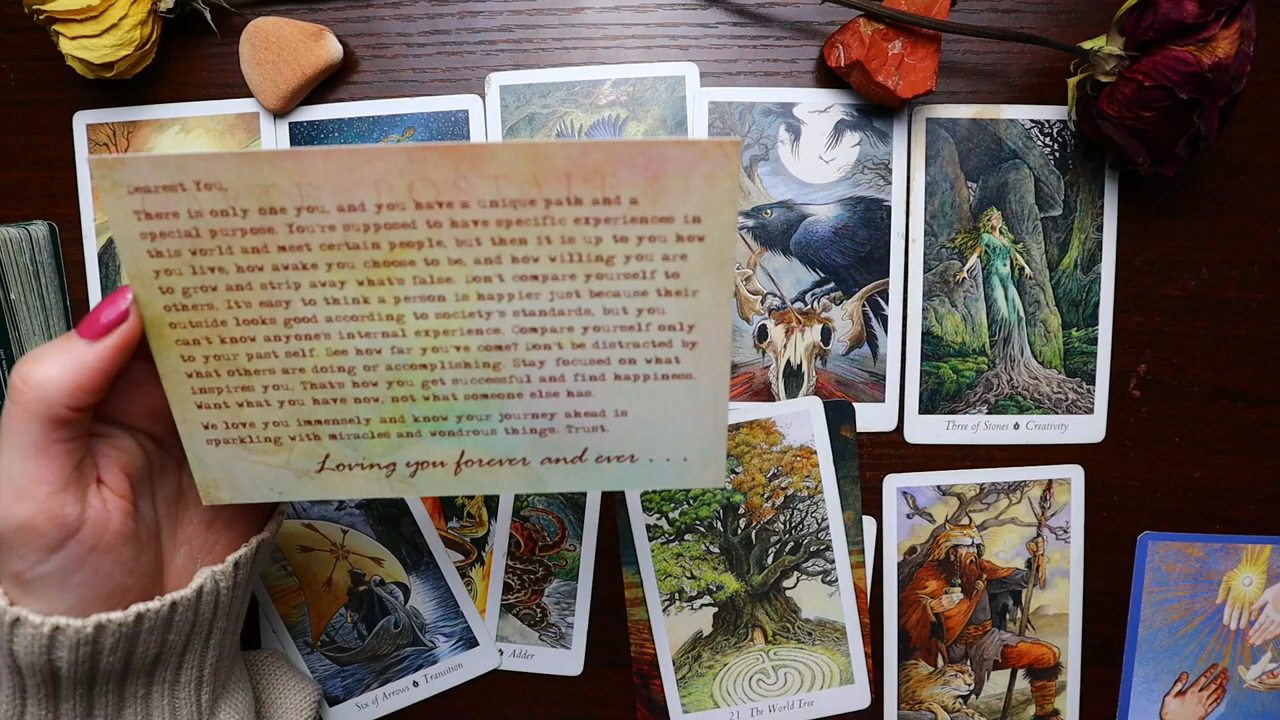 CARTE POSTALE
Dearest You,
There is only one you, and you have a unique path and a
special purpose. You're supposed to have specific experiences in
this world and meet certain people, but then it is up to you how
you live, how awake you choose to be, and how willing you are
to grow and strip away what's false. Don't compare yourself to
others. It's easy to think a person is happier just because their
outside looks good according to society's standards, but you
can't know anyone's internal experience. Compare yourself only
to your past self. See how far you've come? Don't be distracted by
what others are doing or accomplishing. Stay focused on what
inspires you. That's how you get successful and find happiness.
Want what you have now, not what someone else has.
We love you immensely and know your journey ahead is
sparkling with miracles and wondrous things. Trust.
Loving you forever and ever . . .
Three of Stones Creativity
Six of Arrows Transition
Adder
21 The World Tree